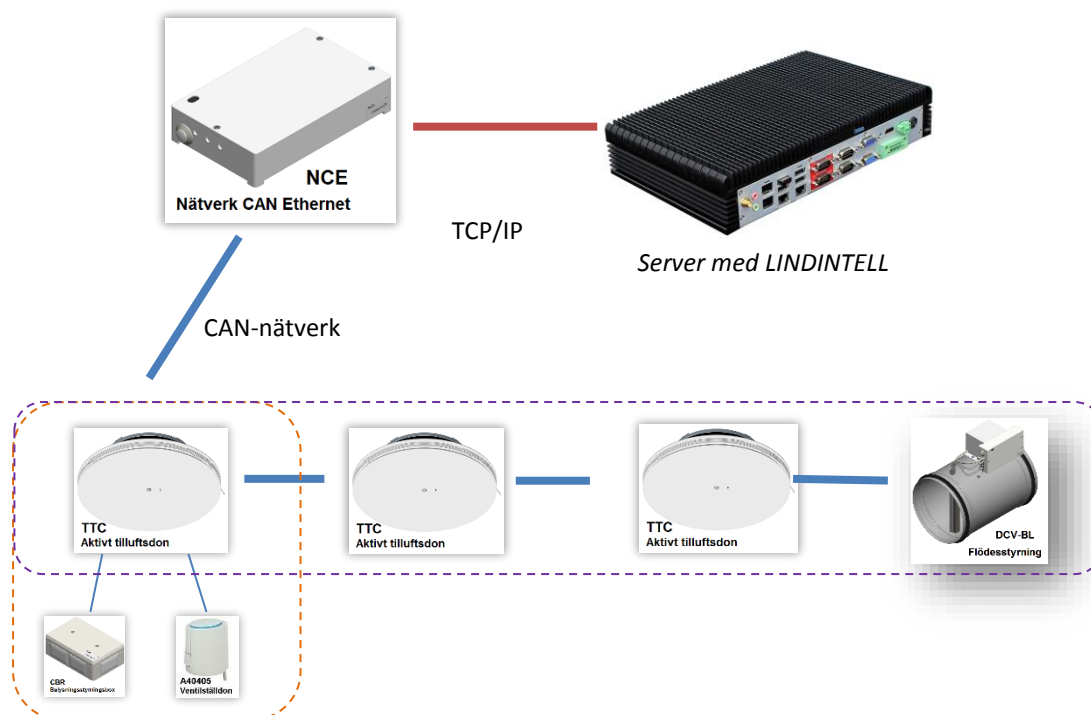 NCE
Nätverk CAN Ethernet
TCP/IP
Server med LINDINTELL
CAN-nätverk
TTC
Aktivt tilluftsdon
TTC
Aktivt tilluftsdon
TTC
Aktivt tilluftsdon
DCV-BL
Flödesstyrning
CBR
Belysningsstyrningsbox
A40405
Ventilställdon